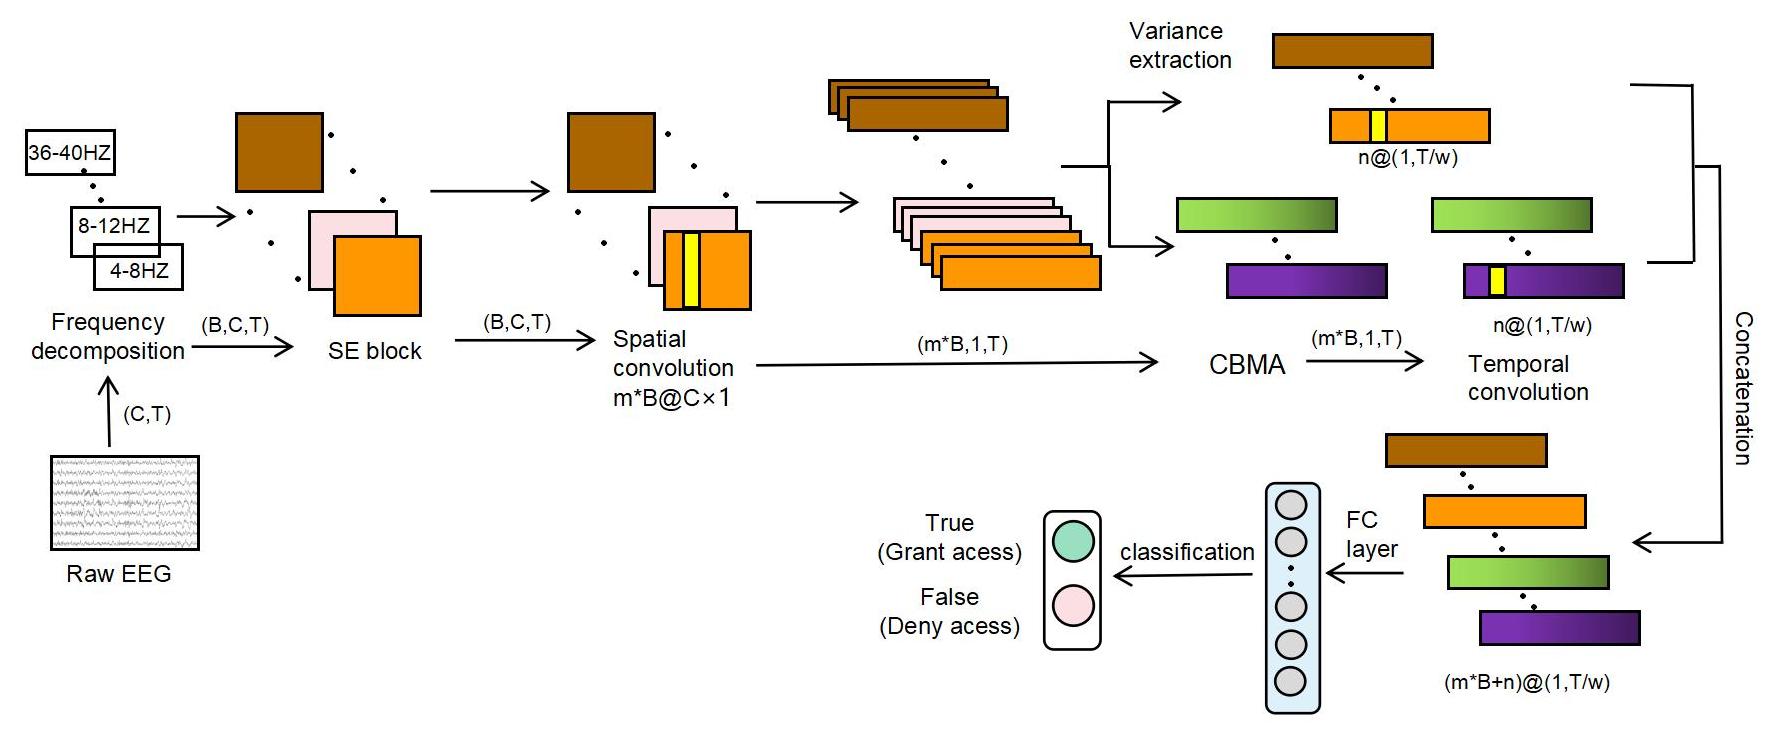 Variance
extraction
n@(1,T/w)
36-40HZ
8-12HZ
4-8HZ
Frequency
decomposition
(B,C,T)
SE block
(B,C,T)
Spatial
convolution
m*B@C×1
(m*B,1,T)
CBMA
(m*B,1,T)
n@(1,T/w)
Temporal
convolution
Concatenation
(C,T)
Raw EEG
True
(Grant acess)
False
(Deny acess)
classification
FC
layer
(m*B+n)@(1,T/w)